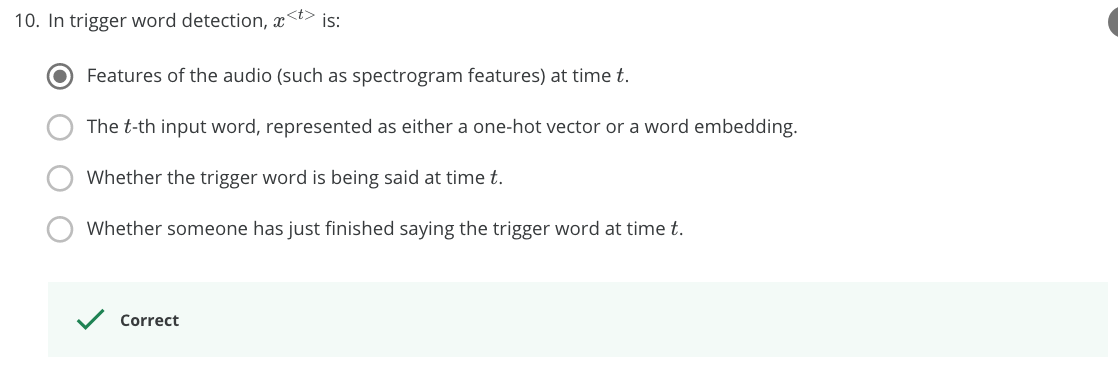 10. In trigger word detection, x^{<t>} is:
Features of the audio (such as spectrogram features) at time t.
The t-th input word, represented as either a one-hot vector or a word embedding.
Whether the trigger word is being said at time t.
Whether someone has just finished saying the trigger word at time t.
Correct